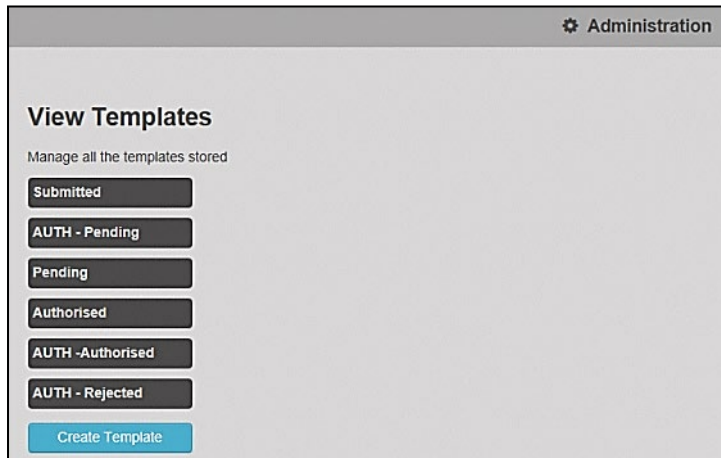 Administration
View Templates
Manage all the templates stored
Submitted
AUTH - Pending
Pending
Authorised
AUTH -Authorised
AUTH - Rejected
Create Template